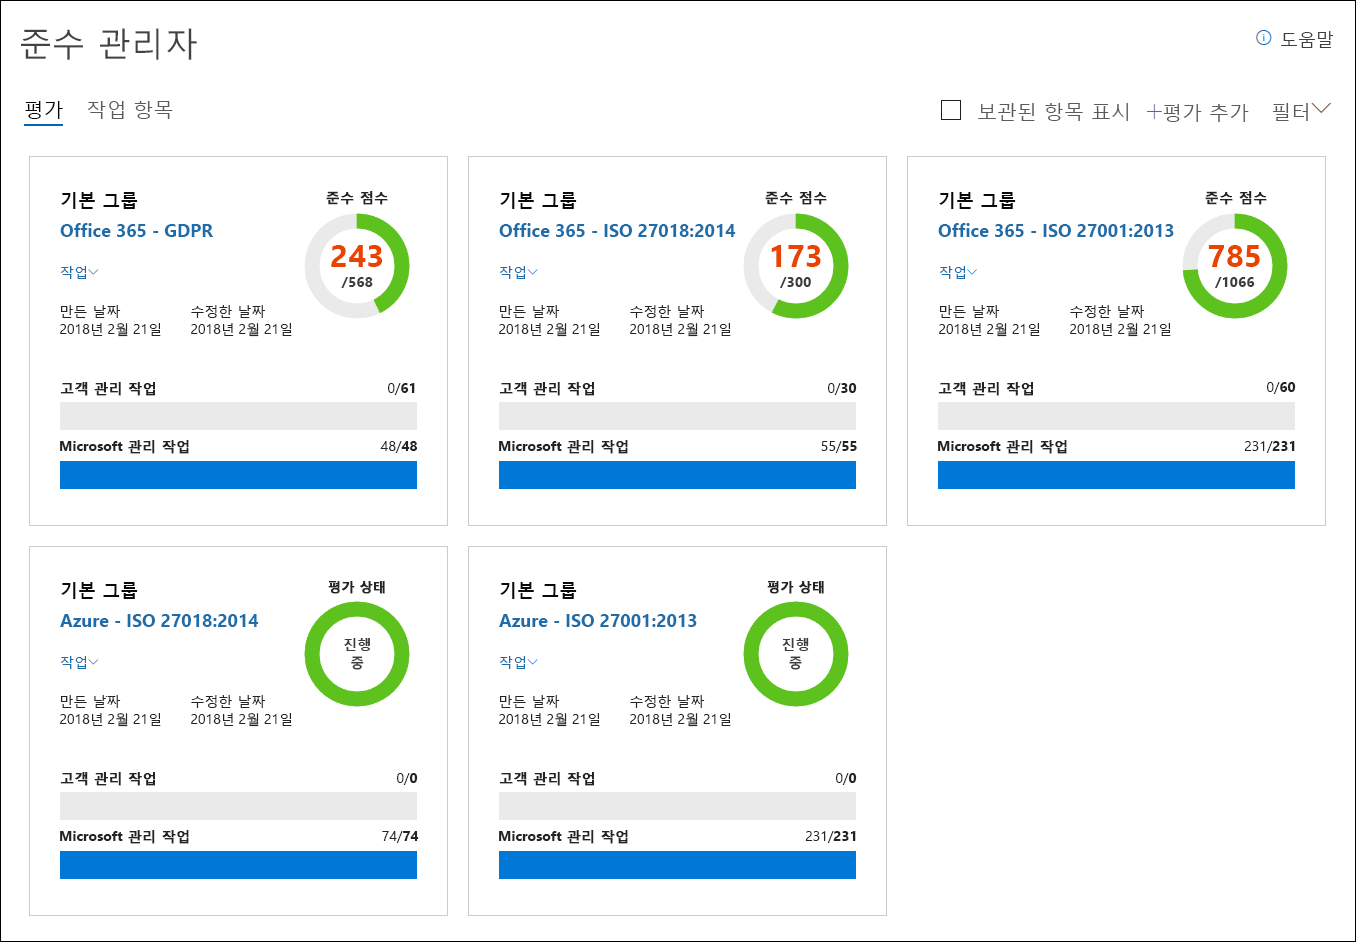 준수 관리자
도움말
평가 작업 항목
보관된 항목 표시 +평가 추가 필터
기본 그룹
Office 365 - GDPR
준수 점수
243
/568
작업
만든 날짜 수정한 날짜
2018년 2월 21일 2018년 2월 21일
고객 관리 작업 0/61
Microsoft 관리 작업 48/48
기본 그룹
Office 365 - ISO 27018:2014
준수 점수
173
/300
작업
만든 날짜 수정한 날짜
2018년 2월 21일 2018년 2월 21일
고객 관리 작업 0/30
Microsoft 관리 작업 55/55
기본 그룹
Office 365 - ISO 27001:2013
준수 점수
785
/1066
작업
만든 날짜 수정한 날짜
2018년 2월 21일 2018년 2월 21일
고객 관리 작업 0/60
Microsoft 관리 작업 231/231
기본 그룹
Azure - ISO 27018:2014
평가 상태
진행
중
작업
만든 날짜 수정한 날짜
2018년 2월 21일 2018년 2월 21일
고객 관리 작업 0/0
Microsoft 관리 작업 74/74
기본 그룹
Azure - ISO 27001:2013
평가 상태
진행
중
작업
만든 날짜 수정한 날짜
2018년 2월 21일 2018년 2월 21일
고객 관리 작업 0/0
Microsoft 관리 작업 231/231